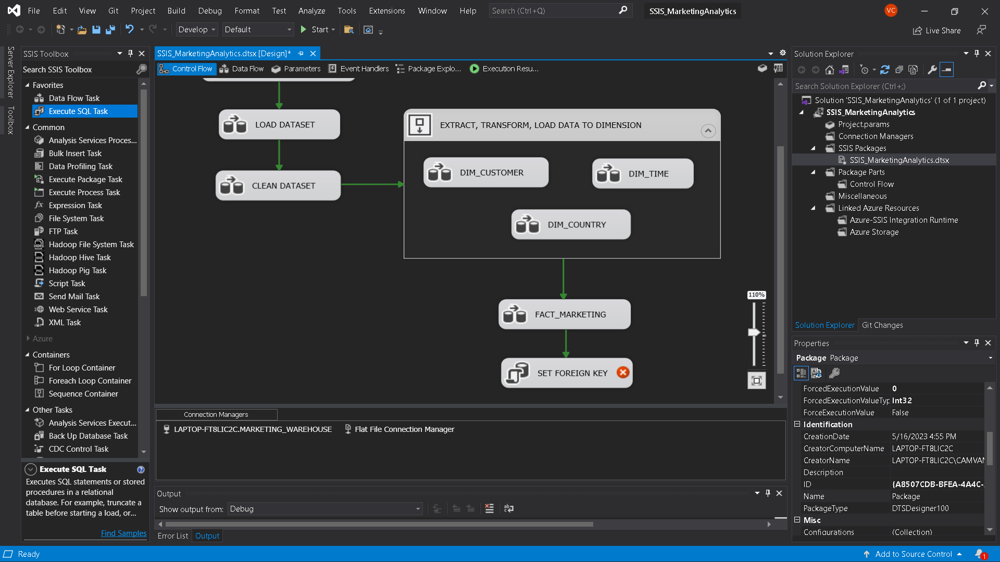 File Edit View Git Project Build Debug Format Test Analyze Tools Extensions Window Help Search (Ctrl+Q) SSIS_MarketingAnalytics VC
Develop Default Start Live Share
Server Explorer
Toolbox
SSIS Toolbox
Search SSIS Toolbox
Favorites
Data Flow Task
Execute SQL Task
Common
Analysis Services Proces...
Bulk Insert Task
Data Profiling Task
Execute Package Task
Execute Process Task
Expression Task
File System Task
FTP Task
Hadoop File System Task
Hadoop Hive Task
Hadoop Pig Task
Script Task
Send Mail Task
Web Service Task
XML Task
Azure
Containers
For Loop Container
Foreach Loop Container
Sequence Container
Other Tasks
Analysis Services Execut...
Back Up Database Task
CDC Control Task
Execute SQL Task
Executes SQL statements or stored
procedures in a relational
database. For example, truncate a
table before starting a load, or...
Find Samples
SSIS_MarketingAnalytics.dtsx [Design]*
Control Flow Data Flow Parameters Event Handlers Package Explo... Execution Resu...
LOAD DATASET
CLEAN DATASET
EXTRACT, TRANSFORM, LOAD DATA TO DIMENSION
DIM_CUSTOMER
DIM_TIME
DIM_COUNTRY
FACT_MARKETING
SET FOREIGN KEY
110%
Connection Managers
LAPTOP-FT8LIC2C.MARKETING_WAREHOUSE Flat File Connection Manager
Output
Show output from: Debug
Error List Output
Solution Explorer
Search Solution Explorer (Ctrl+;)
Solution 'SSIS_MarketingAnalytics' (1 of 1 project)
SSIS_MarketingAnalytics
Project.params
Connection Managers
SSIS Packages
SSIS_MarketingAnalytics.dtsx
Package Parts
Control Flow
Miscellaneous
Linked Azure Resources
Azure-SSIS Integration Runtime
Azure Storage
Solution Explorer Git Changes
Properties
Package Package
ForcedExecutionValue 0
ForcedExecutionValueTyp Int32
ForceExecutionValue False
Identification
CreationDate 5/16/2023 4:55 PM
CreatorComputerName LAPTOP-FT8LIC2C
CreatorName LAPTOP-FT8LIC2C\CAMVAN
Description
ID {A8507CDB-BFEA-4A4C-
Name Package
PackageType DTSDesigner100
Misc
Configurations (Collection)
Ready Add to Source Control 1